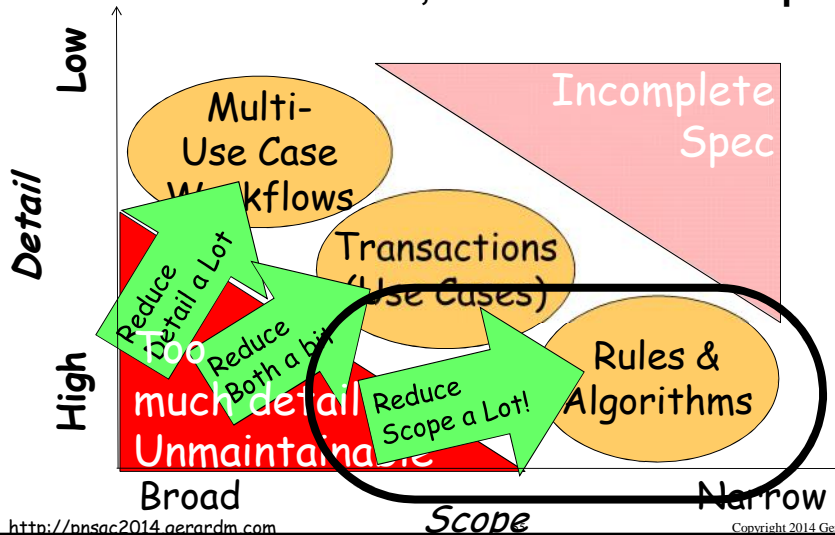 Low
Detail
High
Multi-
Use Case
Workflows
Incomplete
Spec
Transactions
(Use Cases)
Rules &
Algorithms
Reduce
Detail a Lot
Reduce
Both a bit
Reduce
Scope a Lot!
Too
much detail
Unmaintainable
Broad
Narrow
Scope
http://pnsqc2014.gerardm.com
Copyright 2014 Ge